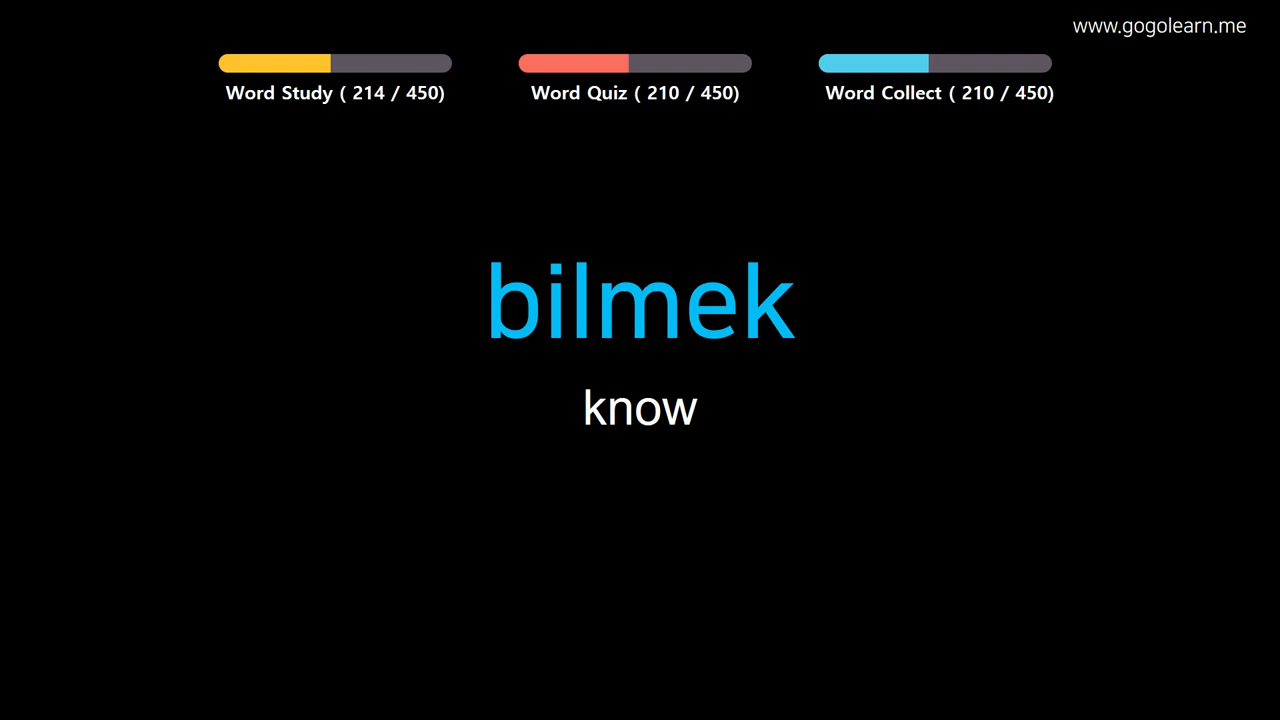 www.gogolearn.me
Word Study ( 214 / 450)
Word Quiz ( 210 / 450)
Word Collect ( 210 / 450)
bilmek
know